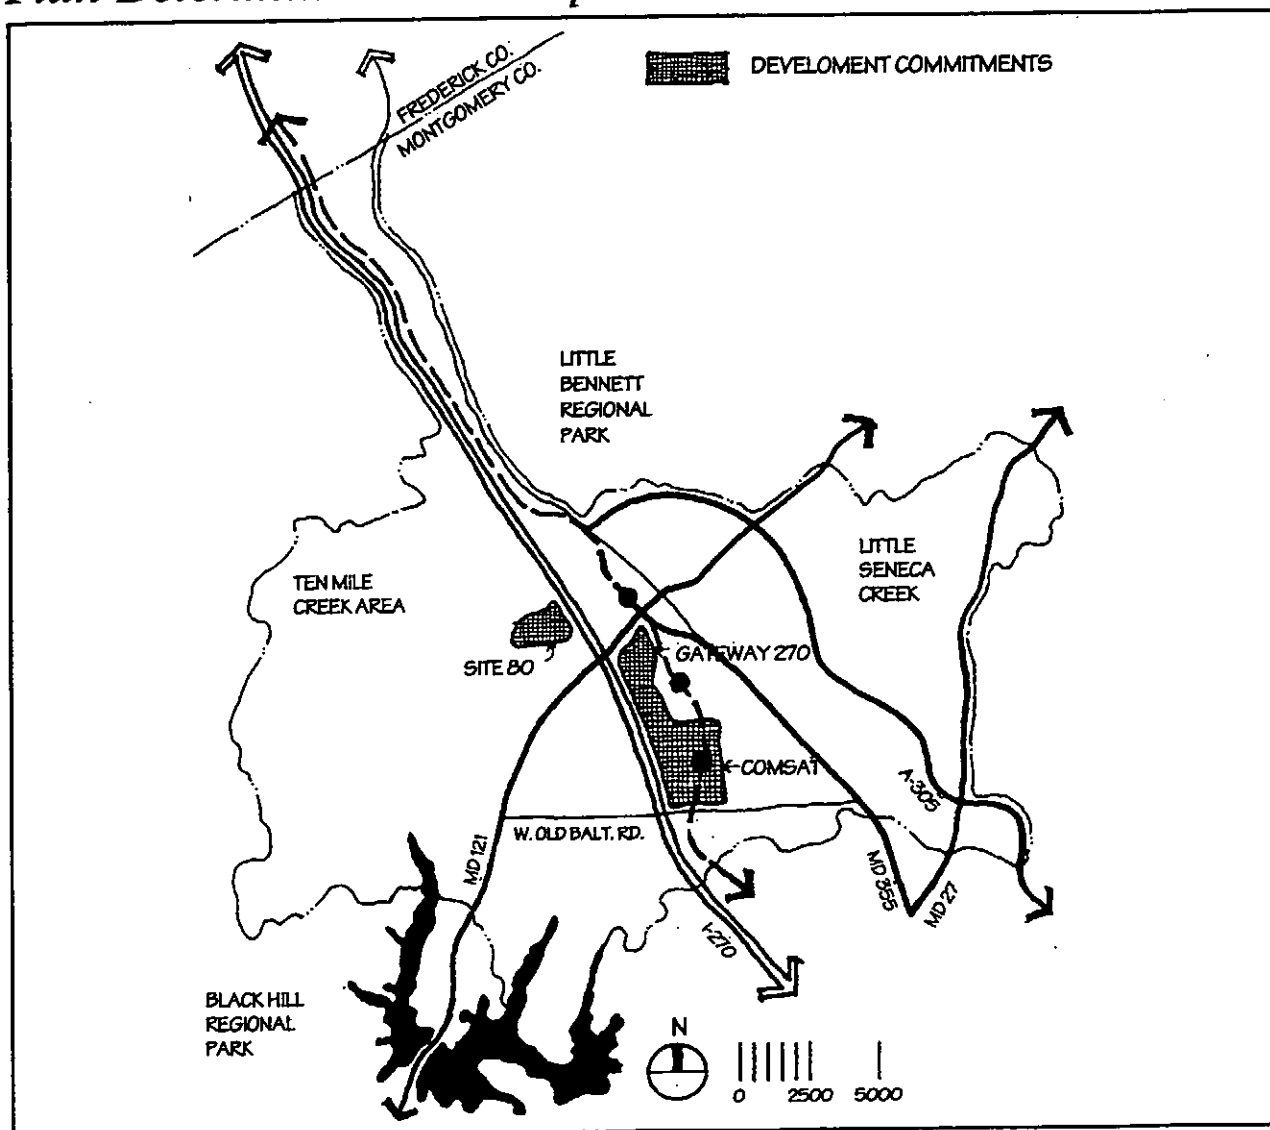 FREDERICK CO.
MONTGOMERY CO.
DEVELOMENT COMMITMENTS
LITTLE
BENNETT
REGIONAL
PARK
TEN MILE
CREEK AREA
LITTLE
SENECA
CREEK
SITE 80
GATEWAY 270
COMSAT
A-305
W. OLD BALT. RD.
MD 121
MD 355
MD 27
I-270
BLACK HILL
REGIONAL
PARK
N
0 2500 5000